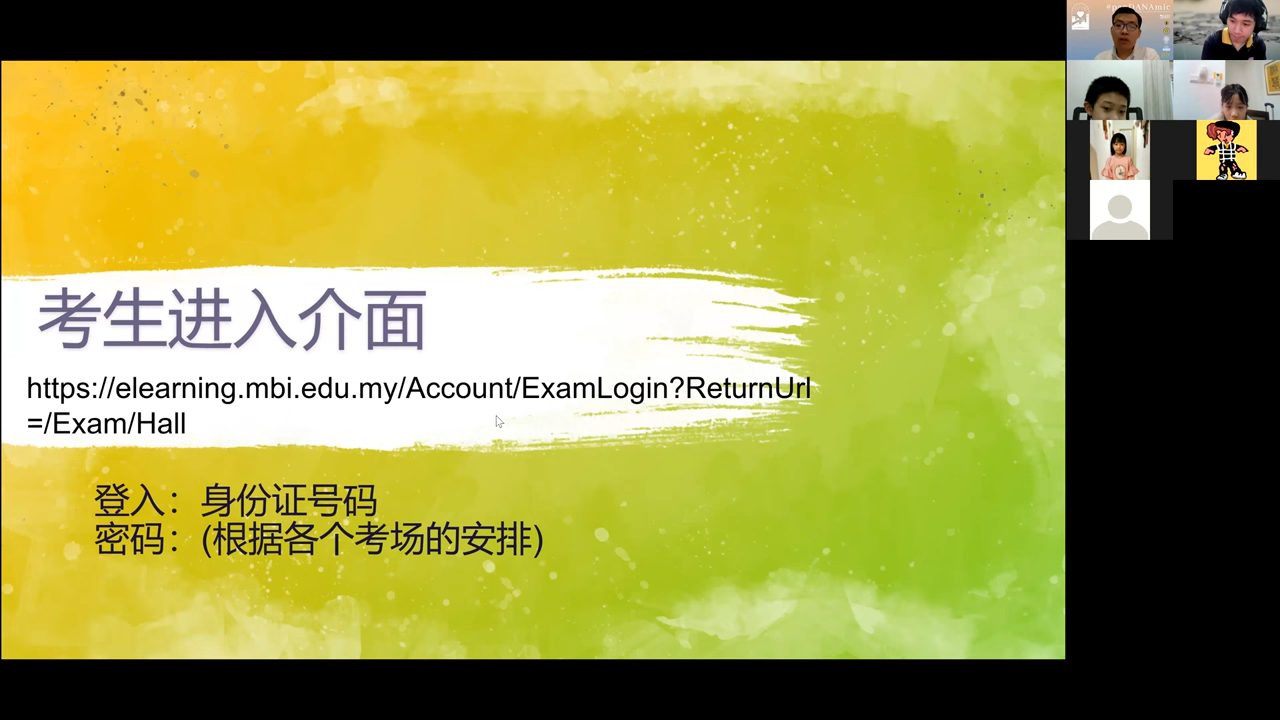 考生进入介面
https://elearning.mbi.edu.my/Account/ExamLogin?ReturnUrl
=/Exam/Hall
登入：身份证号码
密码：(根据各个考场的安排)